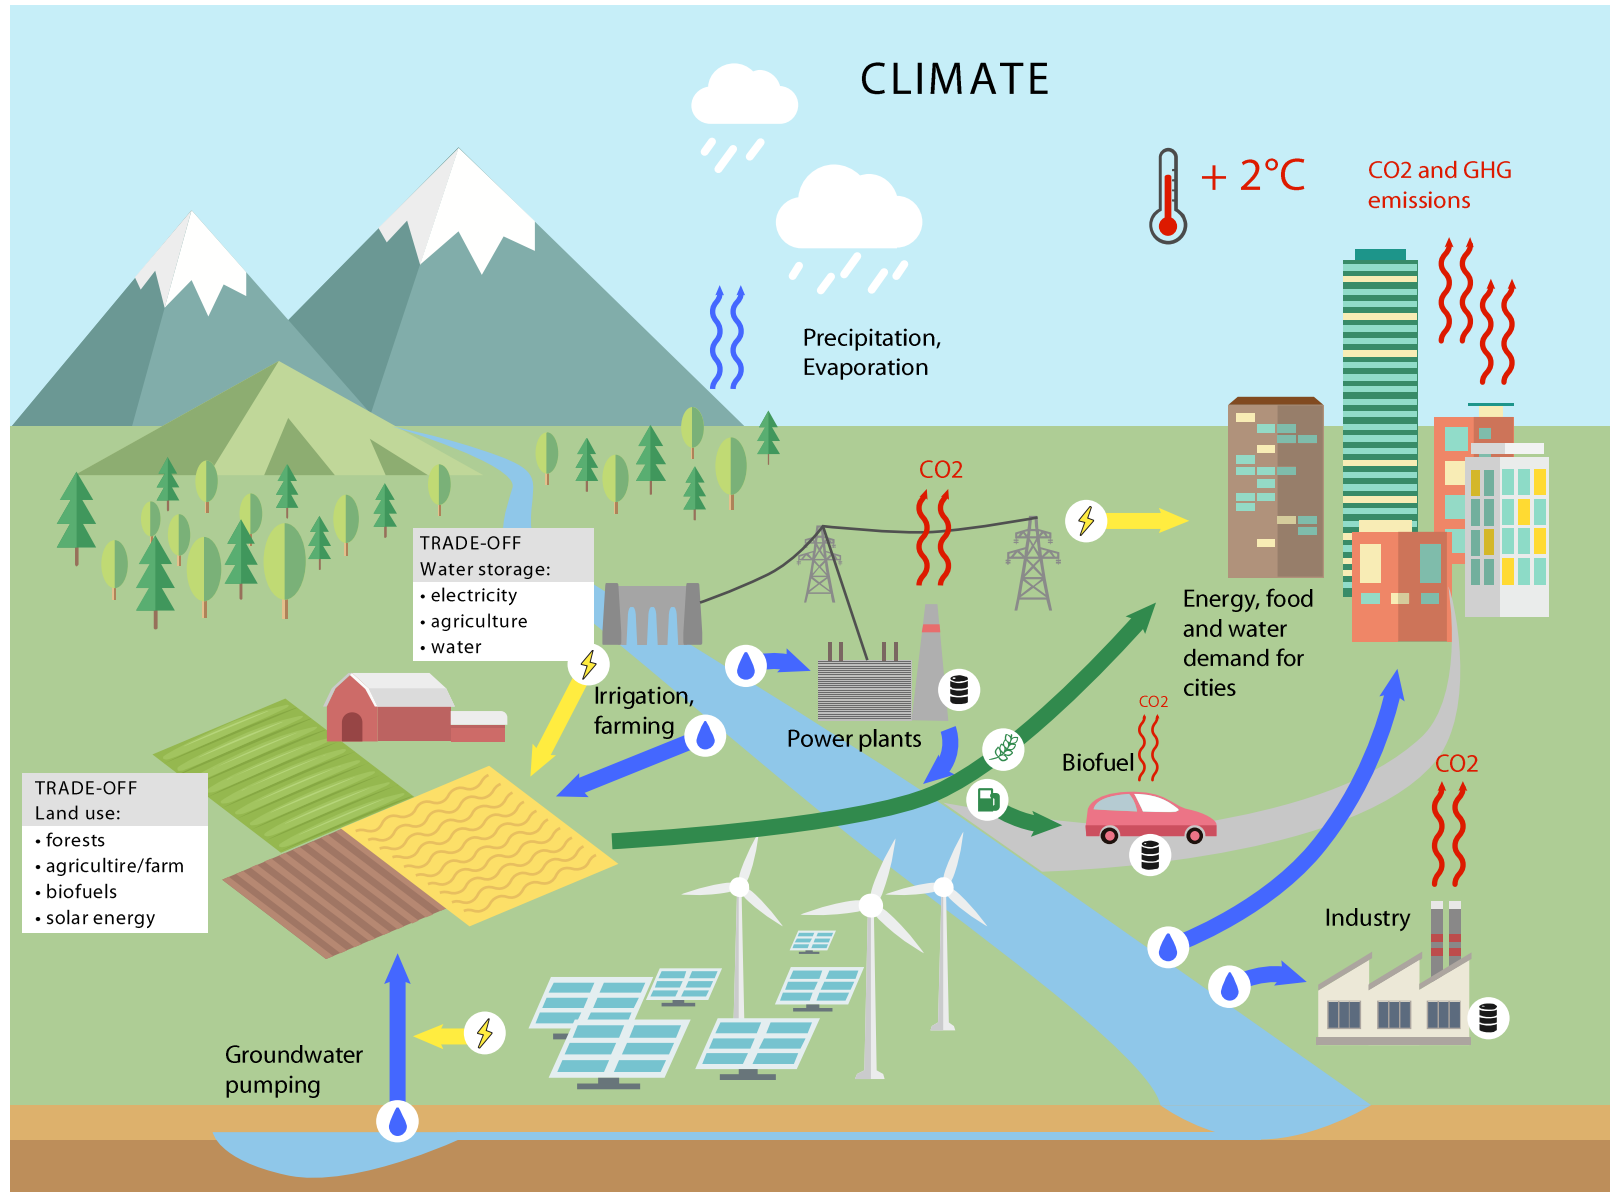 CLIMATE
+ 2°C
CO2 and GHG
emissions
Precipitation,
Evaporation
CO2
TRADE-OFF
Water storage:
• electricity
• agriculture
• water
Energy, food
and water
demand for
cities
Irrigation,
farming
Power plants
CO2
Biofuel
CO2
TRADE-OFF
Land use:
• forests
• agricultire/farm
• biofuels
• solar energy
Industry
Groundwater
pumping